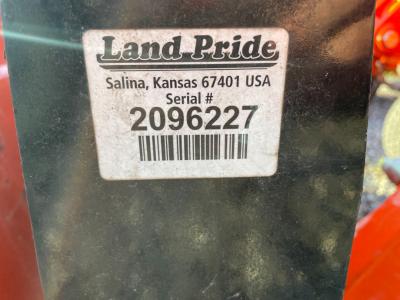 Land Pride
Salina, Kansas 67401 USA
Serial #
2096227